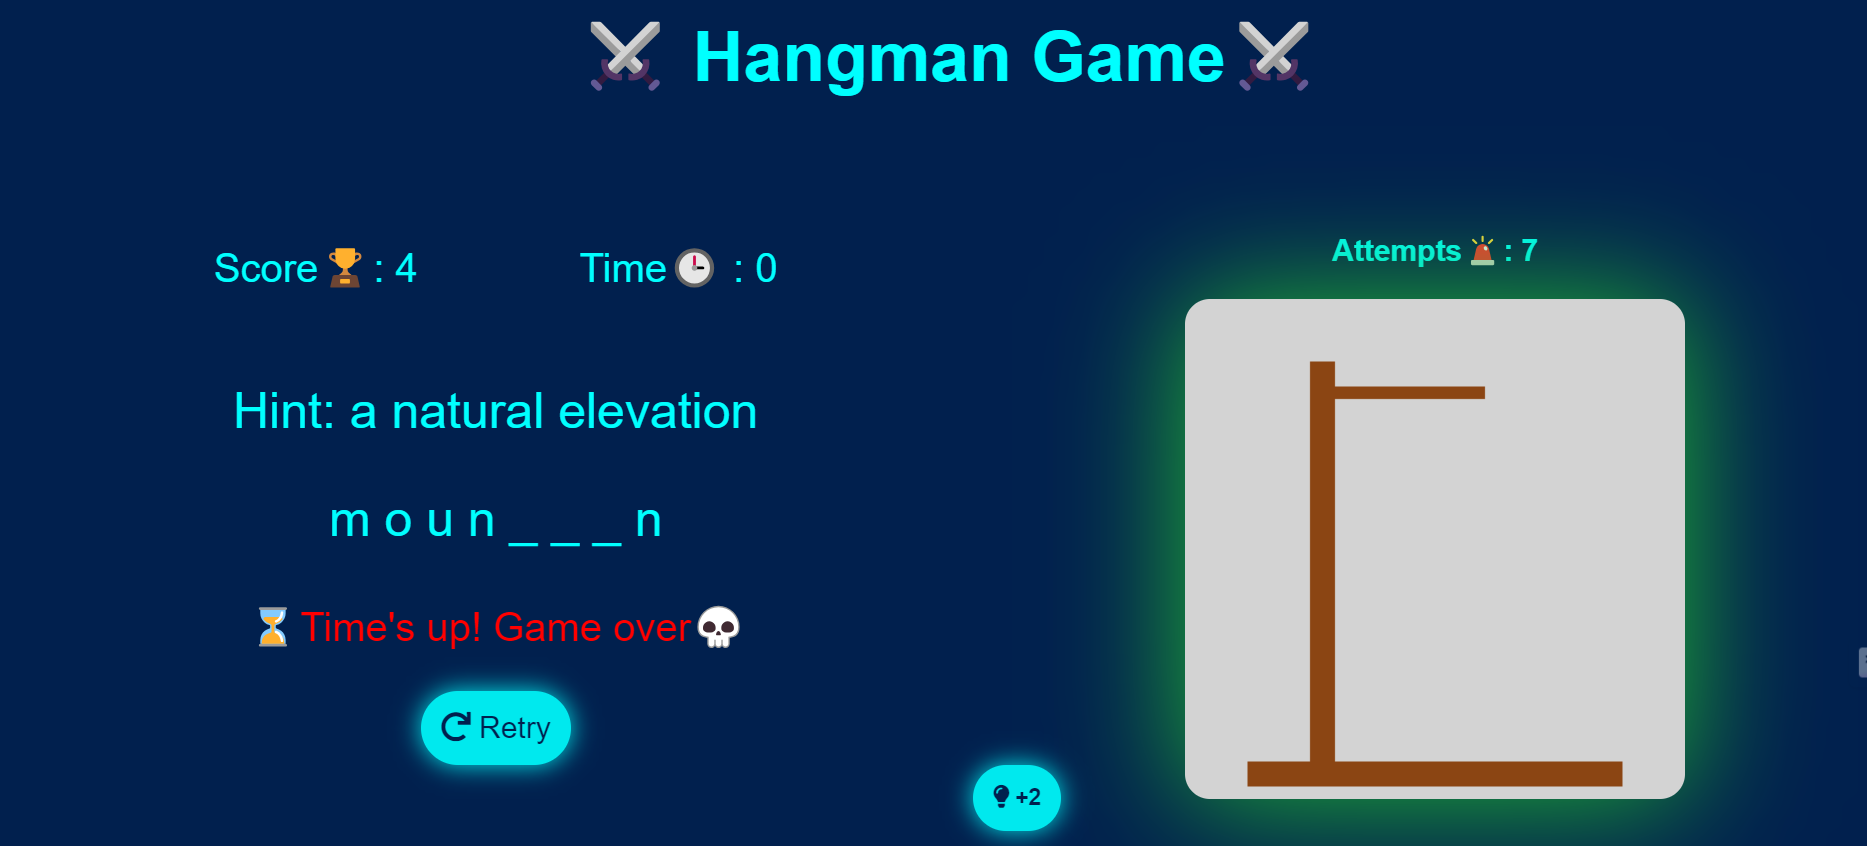 Hangman Game
Score : 4
Time : 0
Attempts : 7
Hint: a natural elevation
m o u n _ _ _ n
Time's up! Game over
Retry
+2